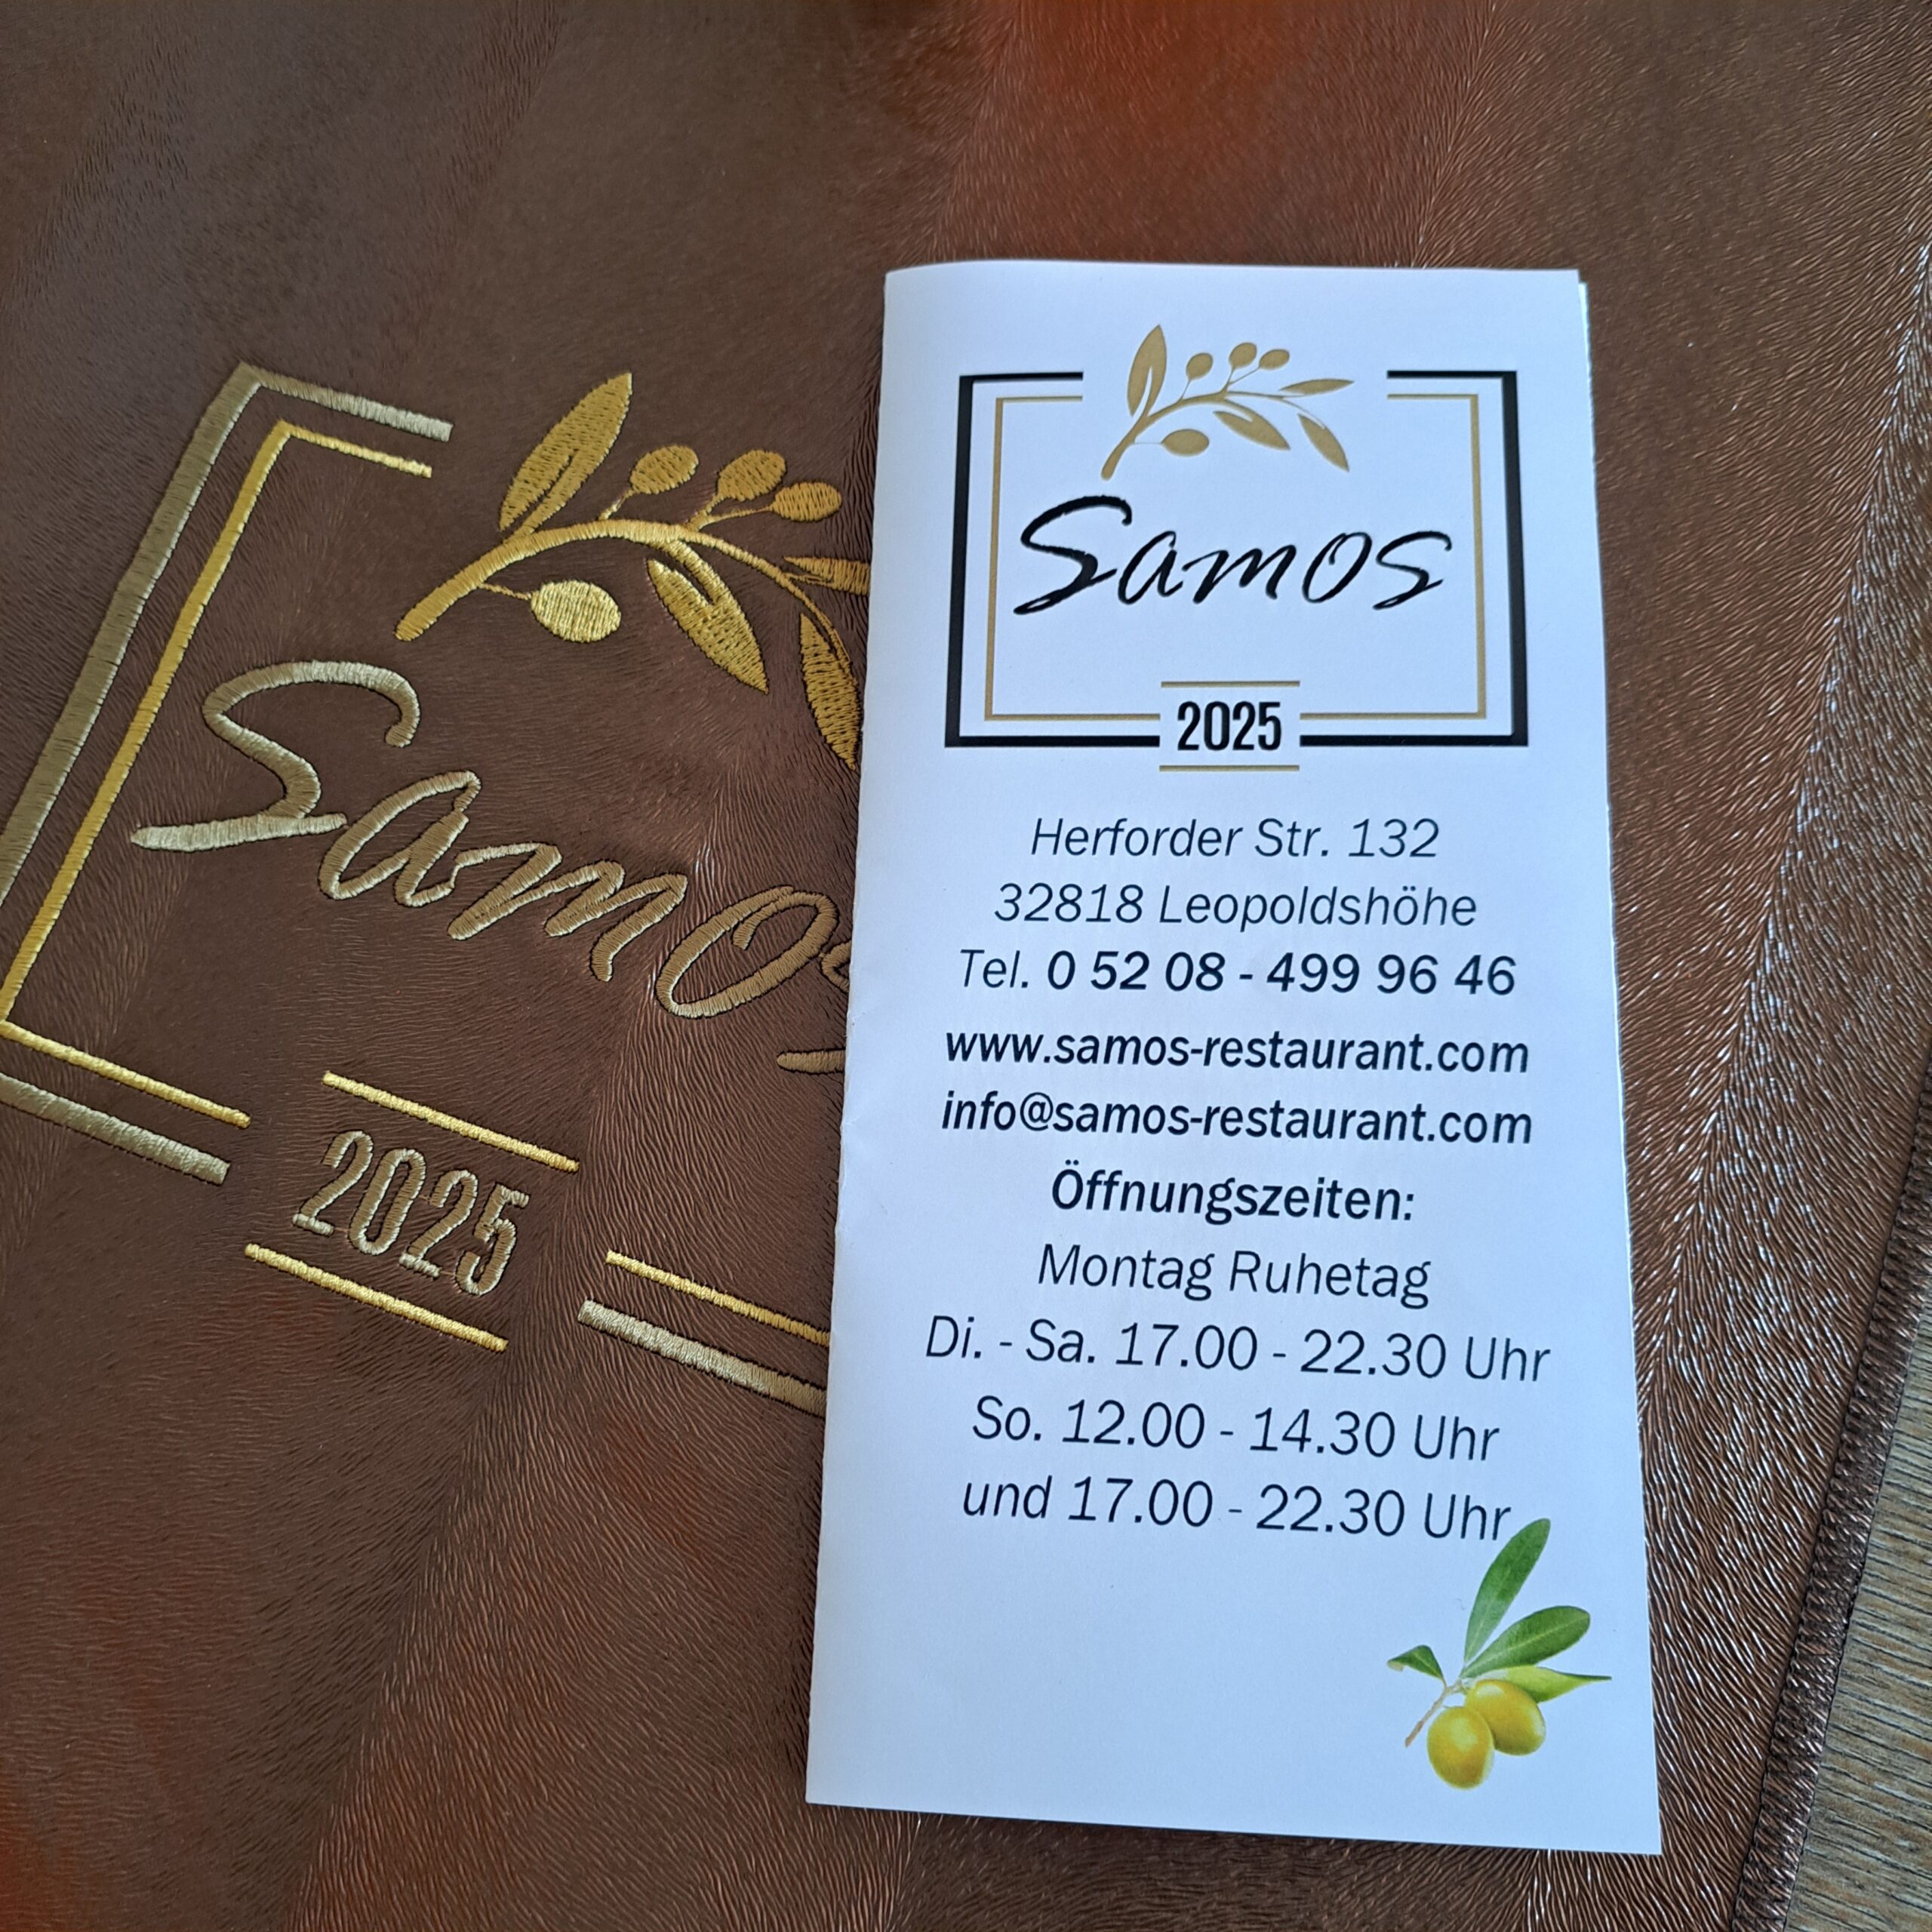 Samos
2025
Samos
2025
Herforder Str. 132
32818 Leopoldshöhe
Tel. 0 52 08 - 499 96 46
www.samos-restaurant.com
info@samos-restaurant.com
Öffnungszeiten:
Montag Ruhetag
Di. - Sa. 17.00 - 22.30 Uhr
So. 12.00 - 14.30 Uhr
und 17.00 - 22.30 Uhr